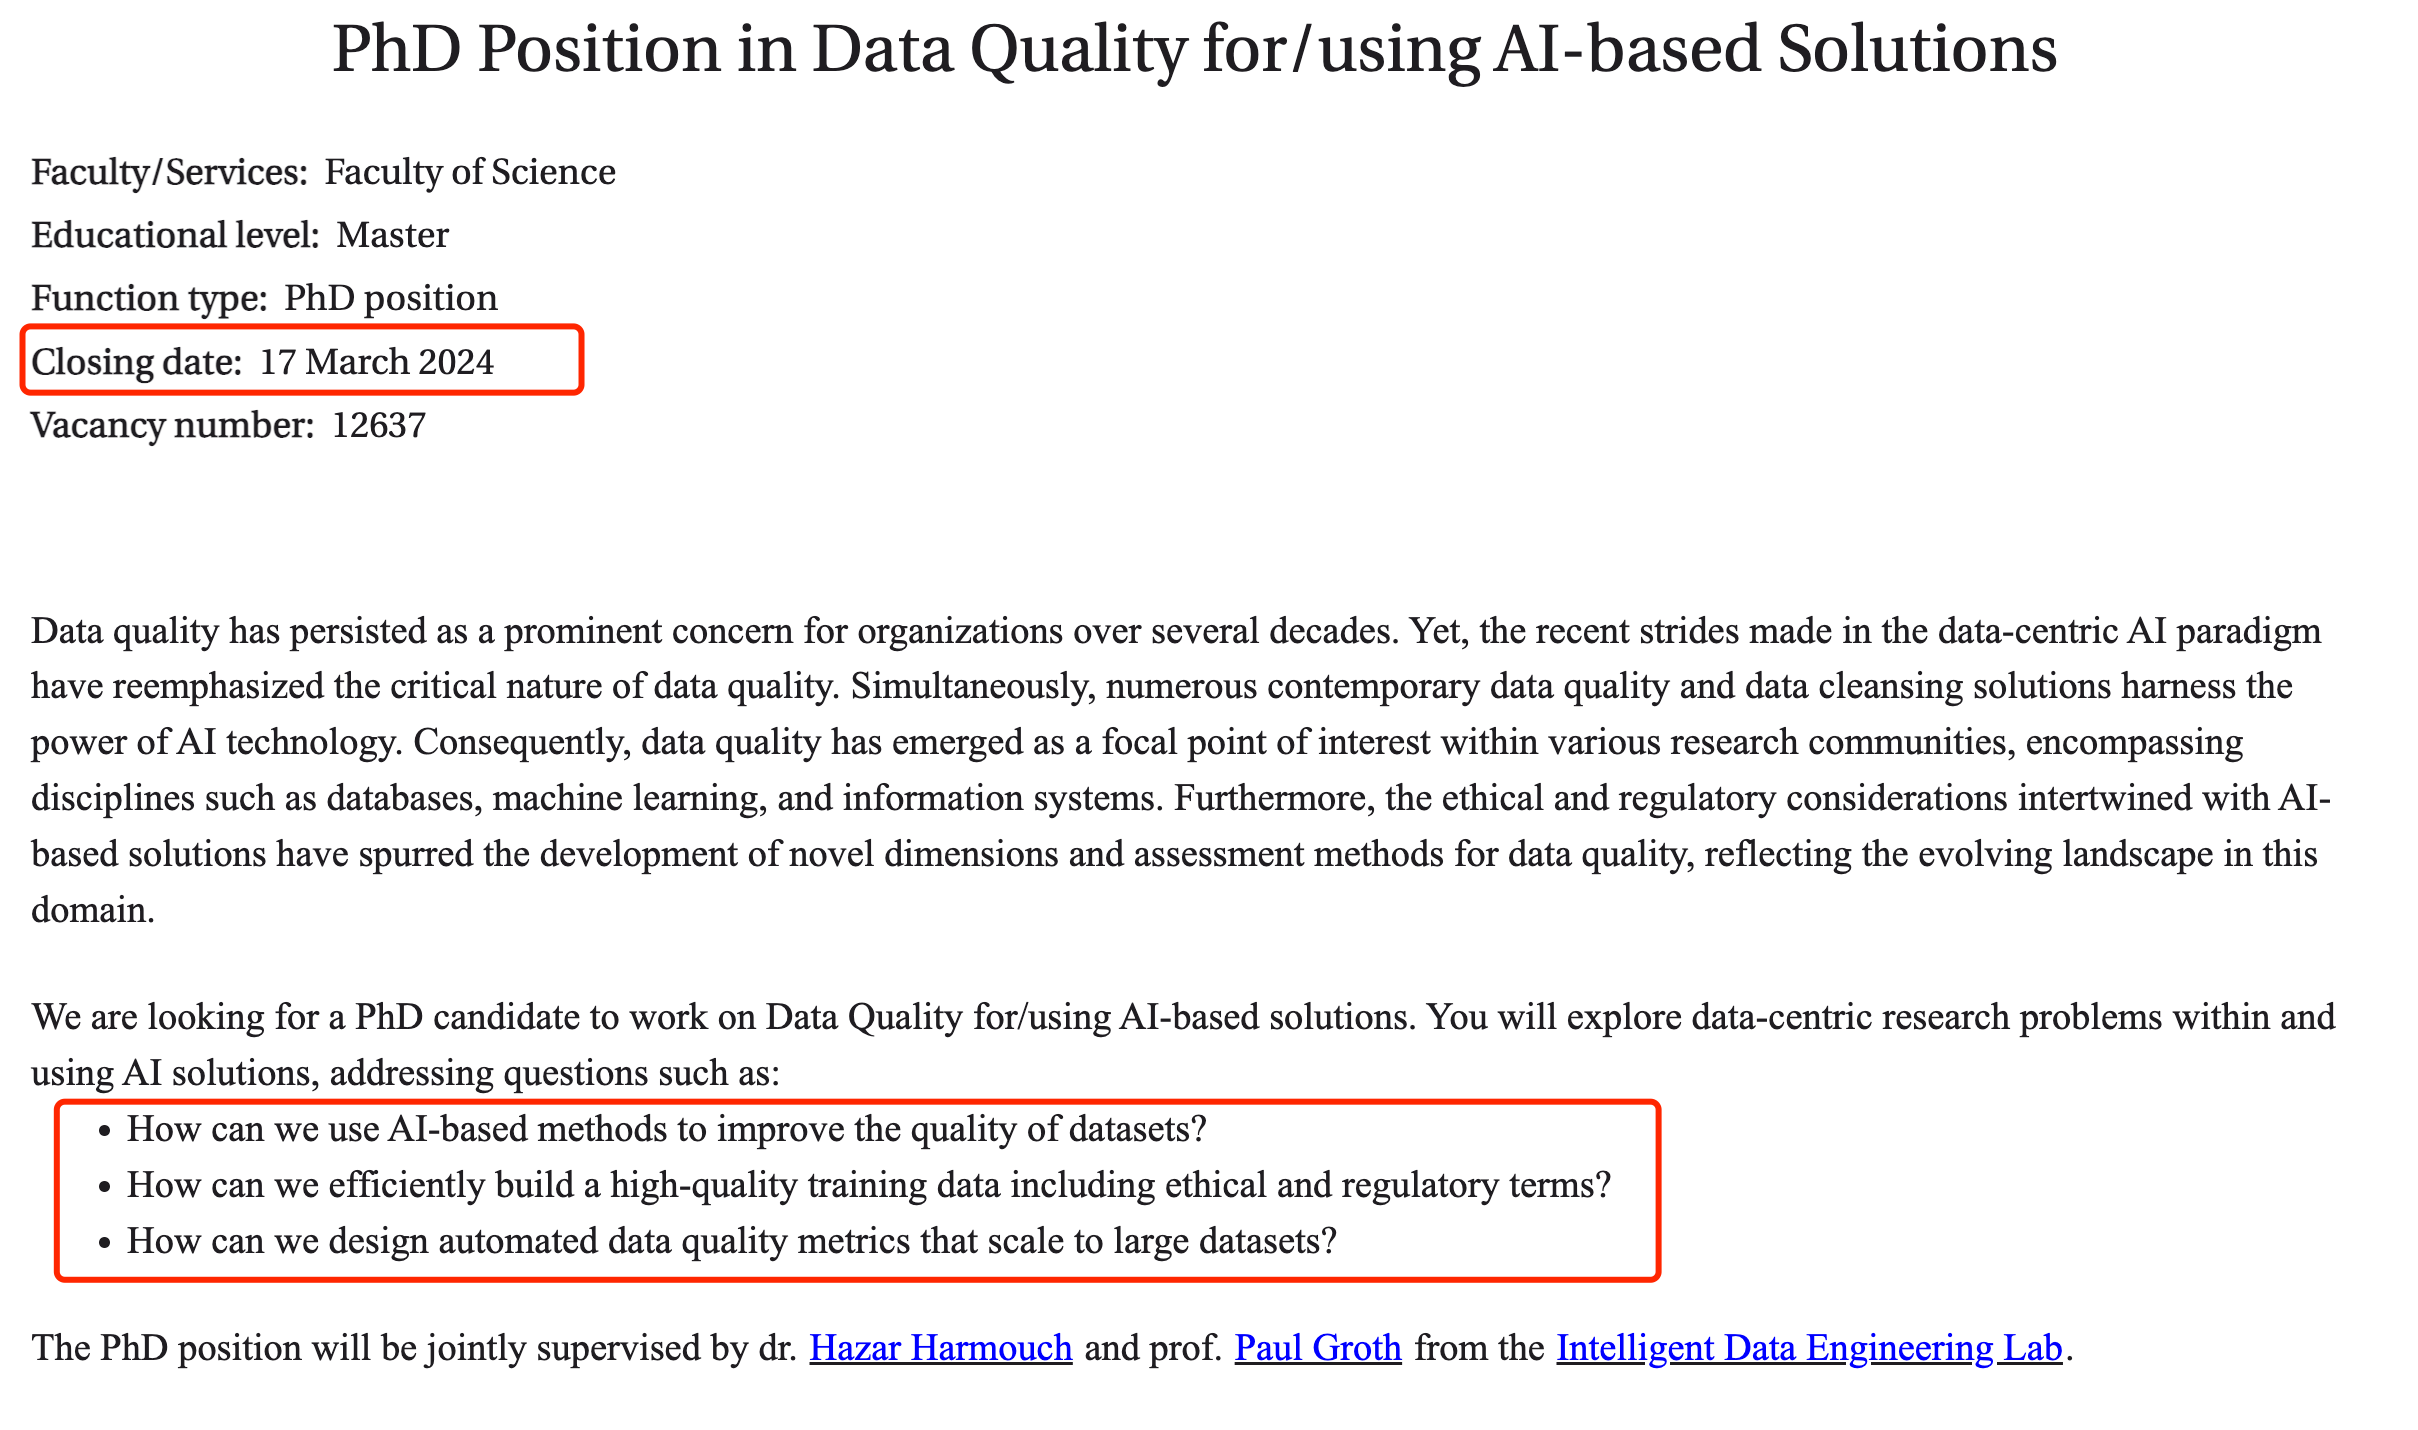 PhD Position in Data Quality for/using AI-based Solutions
Faculty/Services: Faculty of Science
Educational level: Master
Function type: PhD position
Closing date: 17 March 2024
Vacancy number: 12637
Data quality has persisted as a prominent concern for organizations over several decades. Yet, the recent strides made in the data-centric AI paradigm
have reemphasized the critical nature of data quality. Simultaneously, numerous contemporary data quality and data cleansing solutions harness the
power of AI technology. Consequently, data quality has emerged as a focal point of interest within various research communities, encompassing
disciplines such as databases, machine learning, and information systems. Furthermore, the ethical and regulatory considerations intertwined with AI-
based solutions have spurred the development of novel dimensions and assessment methods for data quality, reflecting the evolving landscape in this
domain.
We are looking for a PhD candidate to work on Data Quality for/using AI-based solutions. You will explore data-centric research problems within and
using AI solutions, addressing questions such as:
• How can we use AI-based methods to improve the quality of datasets?
• How can we efficiently build a high-quality training data including ethical and regulatory terms?
• How can we design automated data quality metrics that scale to large datasets?
The PhD position will be jointly supervised by dr. Hazar Harmouch and prof. Paul Groth from the Intelligent Data Engineering Lab.